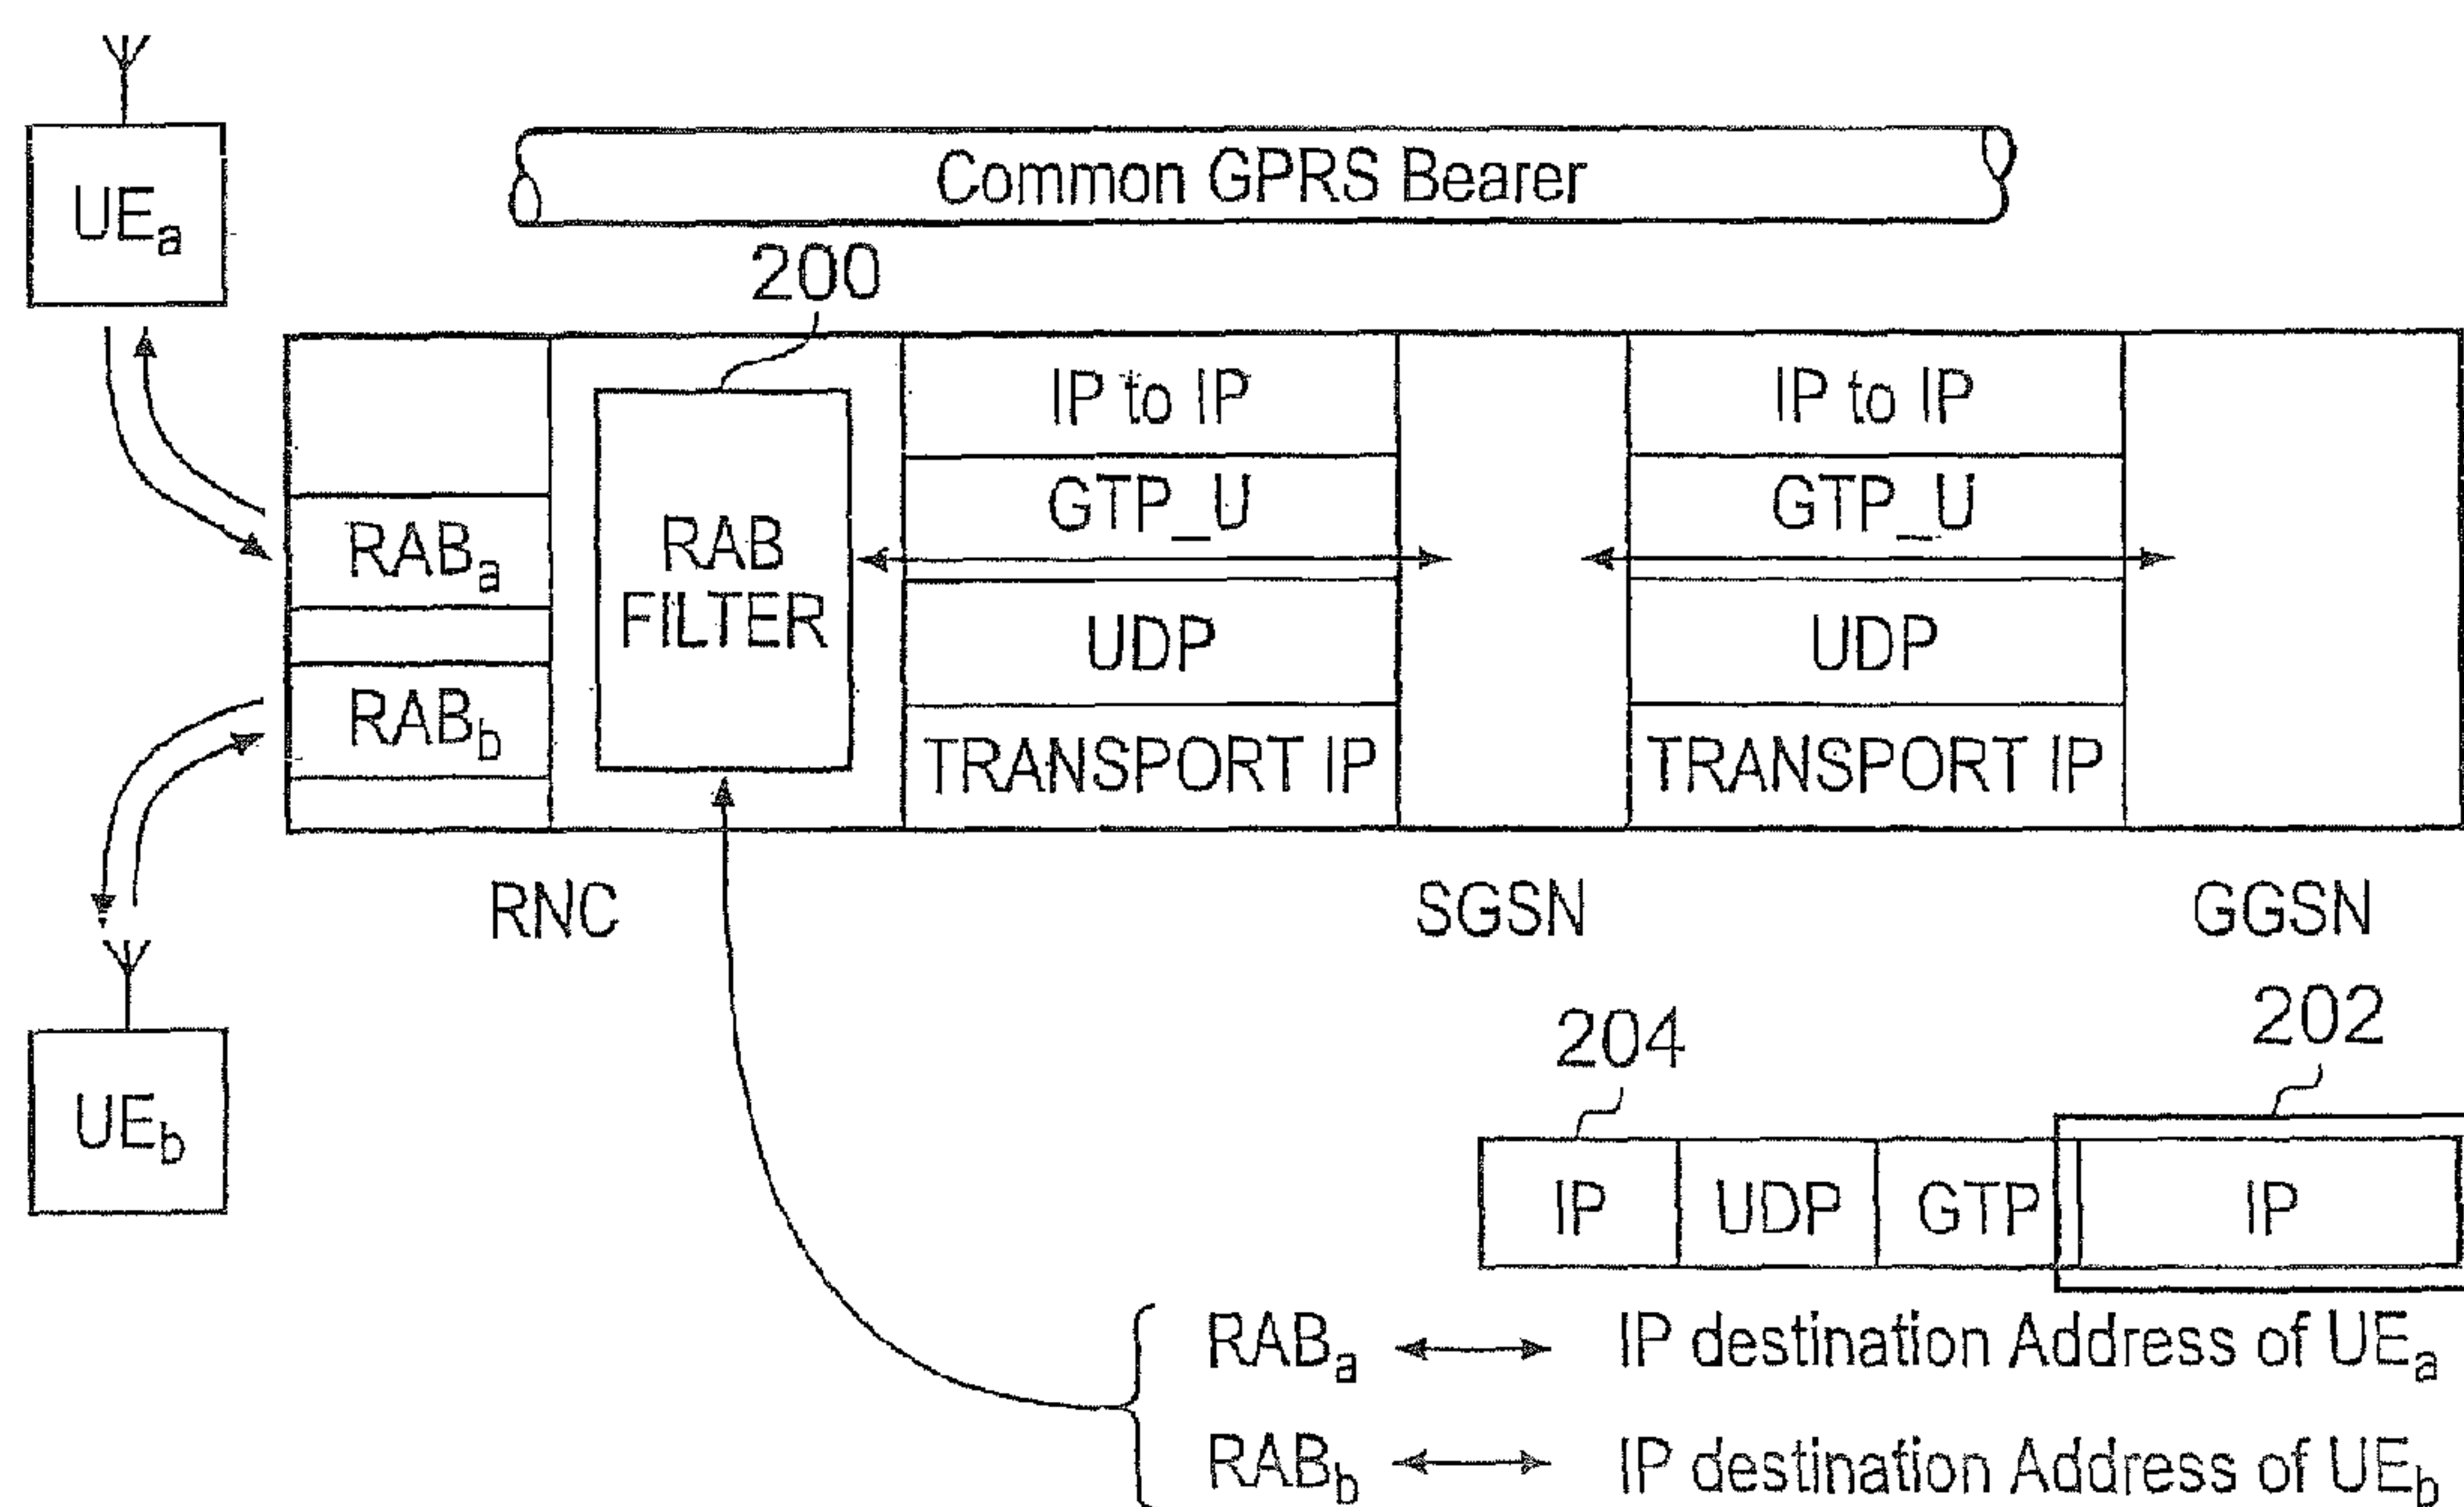 Common GPRS Bearer
UEa
200
IP to IP
IP to IP
GTP_U
GTP_U
RABa
RAB
FILTER
UDP
UDP
RABb
TRANSPORT IP
TRANSPORT IP
RNC
SGSN
GGSN
UEb
204
202
IP
UDP
GTP
IP
RABa
IP destination Address of UEa
RABb
IP destination Address of UEb